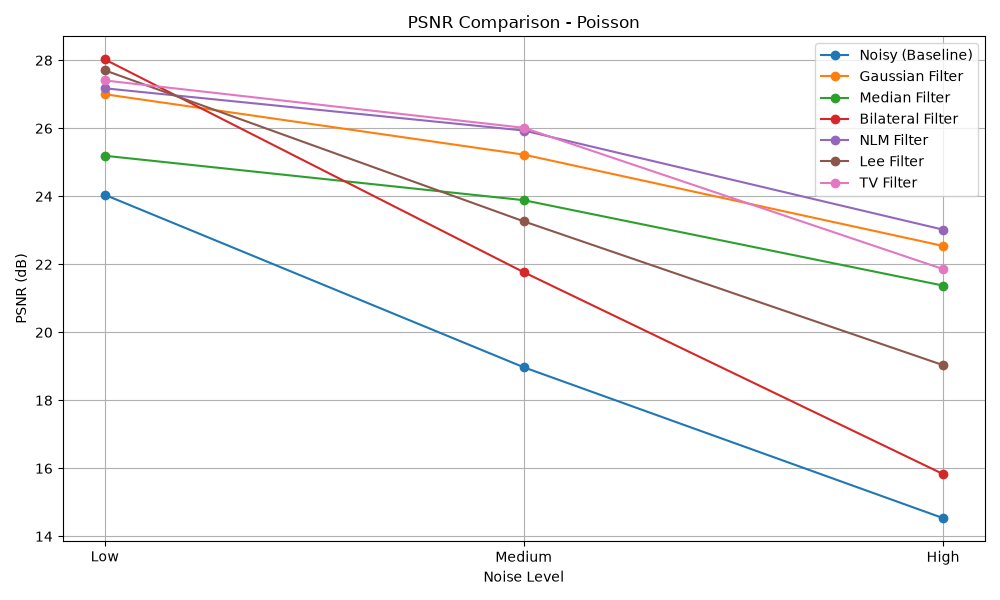 PSNR Comparison - Poisson
Noisy (Baseline)
Gaussian Filter
Median Filter
Bilateral Filter
NLM Filter
Lee Filter
TV Filter
PSNR (dB)
28
26
24
22
20
18
16
14
Low
Medium
High
Noise Level